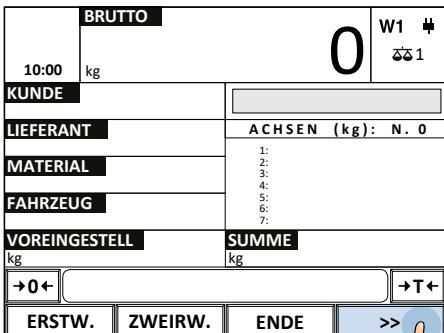 BRUTTO
0
W1
1
10:00 kg
KUNDE
LIEFERANT
ACHSEN (kg): N. 0
1:
2:
3:
4:
5:
6:
7:
MATERIAL
FAHRZEUG
VOREINGESTELL
kg
SUMME
kg
→0←
→T←
ERSTW. ZWEIRW. ENDE >>